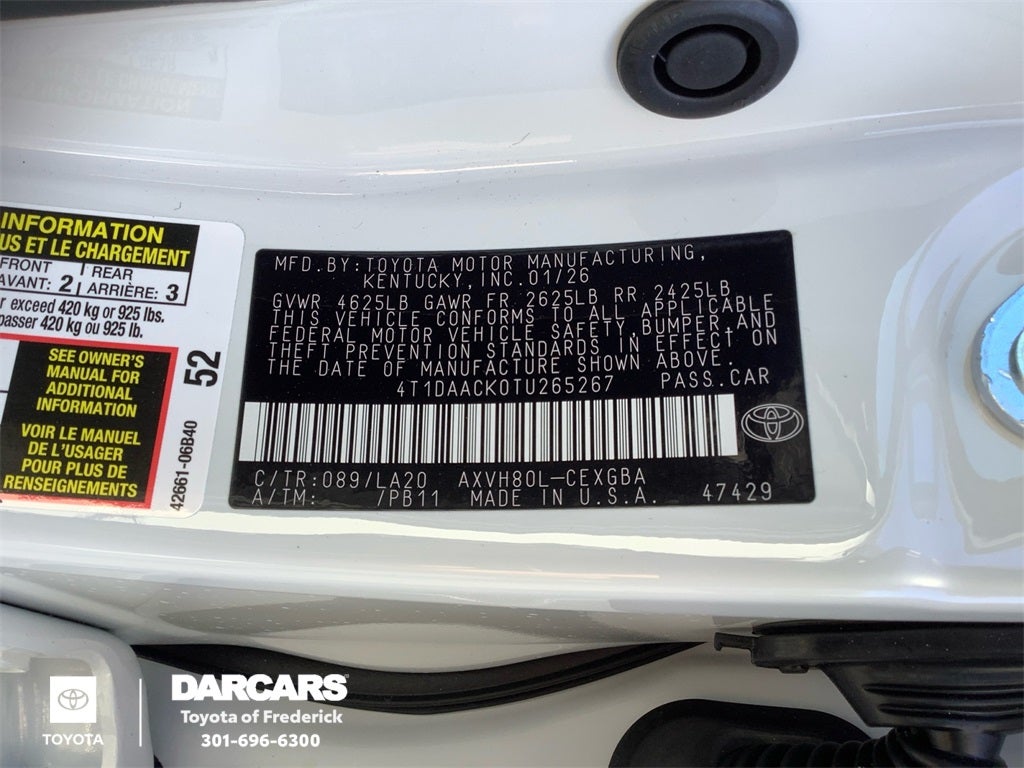 INFORMATION
US ET LE CHARGEMENT
FRONT
AVANT: 2
REAR
ARRIÈRE: 3
r exceed 420 kg or 925 lbs.
passer 420 kg ou 925 lb.
SEE OWNER'S
MANUAL FOR
ADDITIONAL
INFORMATION
VOIR LE MANUEL
DE L'USAGER
POUR PLUS DE
RENSEIGNEMENTS
52
42661-06B40
MFD.BY:TOYOTA MOTOR MANUFACTURING,
KENTUCKY,INC.01/26
GVWR 4625LB GAWR FR 2625LB RR 2425LB
THIS VEHICLE CONFORMS TO ALL APPLICABLE
FEDERAL MOTOR VEHICLE SAFETY,BUMPER,AND
THEFT PREVENTION STANDARDS IN EFFECT ON
THE DATE OF MANUFACTURE SHOWN ABOVE.
4T1DAACK0TU265267 PASS.CAR
C/TR:089/LA20 AXVH80L-CEXGBA
A/TM: /PB11 MADE IN U.S.A. 47429
TOYOTA
DARCARS
Toyota of Frederick
301-696-6300